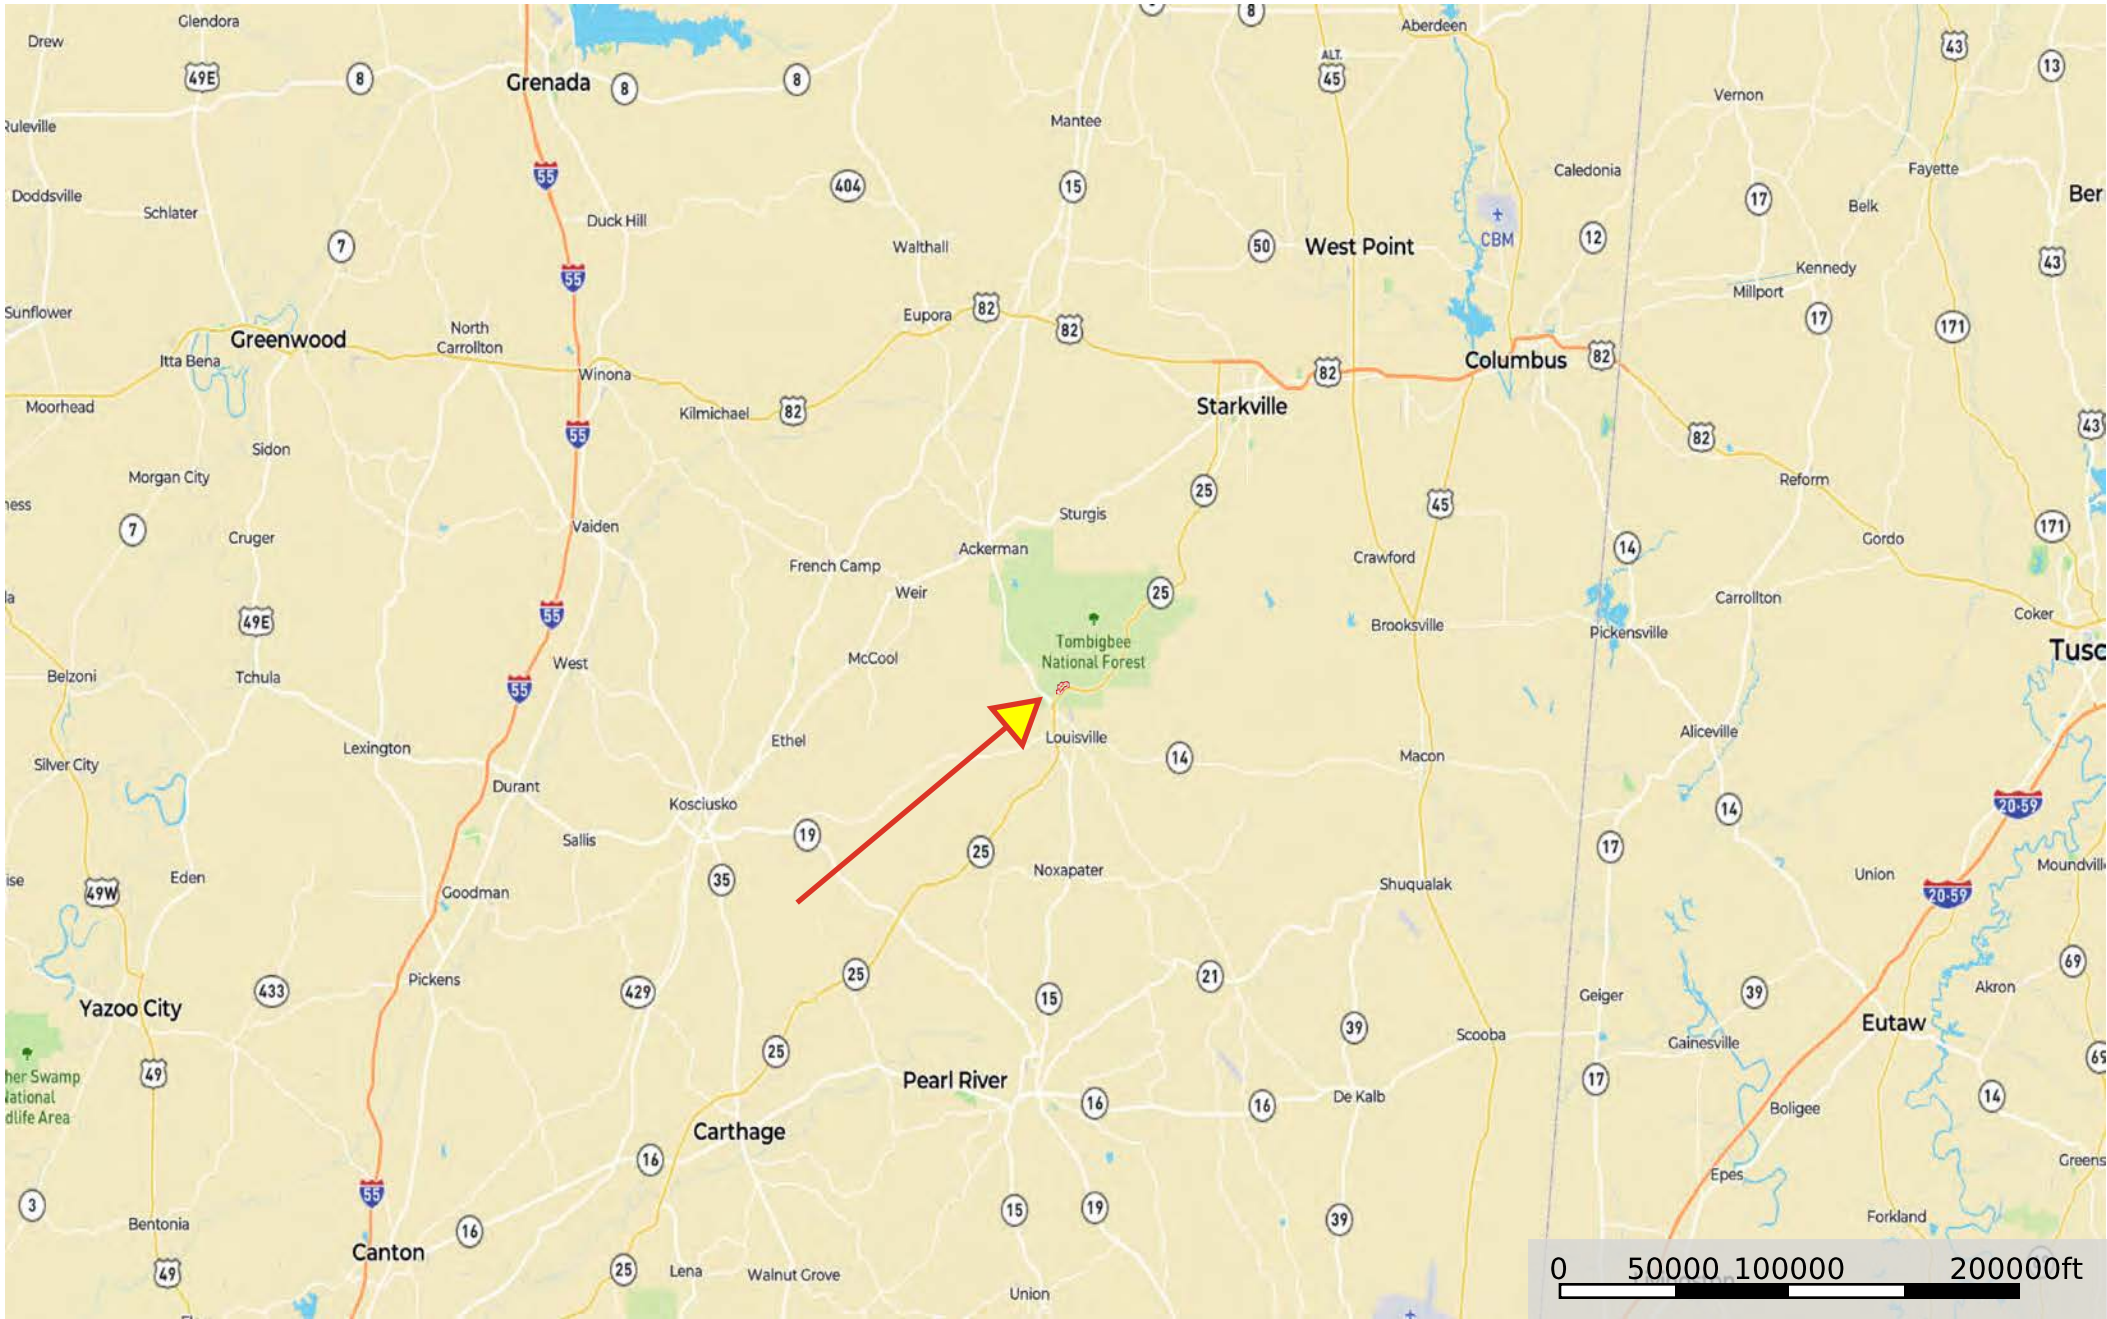 Glendora
Drew
49E
8
Grenada
8
8
8
Aberdeen
ALT.
45
43
13
Vernon
Ruleville
Mantee
55
404
15
Caledonia
Fayette
17
Ber
Doddsville
Schlater
Duck Hill
Belk
7
Walthall
50
West Point
CBM
12
43
55
Kennedy
Millport
Sunflower
Eupora
82
82
17
171
Greenwood
North
Carrollton
Itta Bena
Winona
82
Columbus
82
Moorhead
Kilmichael
82
Starkville
43
55
82
Sidon
Morgan City
Reform
25
45
7
Sturgis
Vaiden
171
Cruger
Ackerman
14
Gordo
French Camp
Crawford
Weir
25
Carrollton
49E
55
Coker
Brooksville
Pickensville
Tombigbee
National Forest
Tusc
McCool
West
Belzoni
Tchula
55
Aliceville
Lexington
Ethel
Louisville
14
Macon
Silver City
Durant
Kosciusko
20-59
14
Sallis
19
25
17
Noxapater
Moundvill
Eden
35
Shuqualak
Union
49W
Goodman
20-59
25
21
69
Pickens
433
429
15
Geiger
39
Akron
Yazoo City
Eutaw
39
Scooba
Gainesville
25
69
49
her Swamp
National
dlife Area
Pearl River
17
16
16
De Kalb
14
Boligee
Carthage
16
Greens
Epes
55
3
15
19
39
Forkland
Bentonia
16
Canton
49
25
Lena
Walnut Grove
Union
0 50000 100000 200000ft